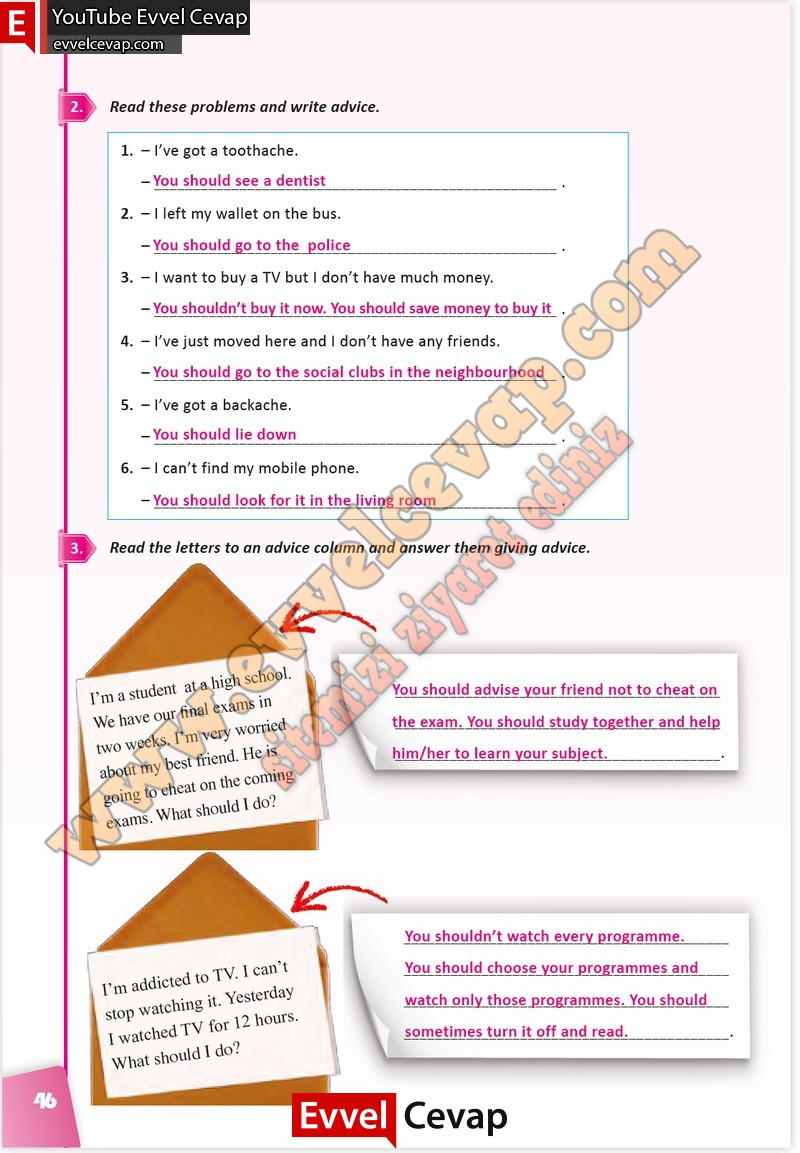 E
YouTube Evvel Cevap
evvelcevap.com
2.
Read these problems and write advice.
1. – I’ve got a toothache.
– You should see a dentist .
2. – I left my wallet on the bus.
– You should go to the police .
3. – I want to buy a TV but I don’t have much money.
– You shouldn’t buy it now. You should save money to buy it .
4. – I’ve just moved here and I don’t have any friends.
– You should go to the social clubs in the neighbourhood .
5. – I’ve got a backache.
– You should lie down .
6. – I can’t find my mobile phone.
– You should look for it in the living room .
3.
Read the letters to an advice column and answer them giving advice.
I’m a student at a high school.
We have our final exams in
two weeks. I’m very worried
about my best friend. He is
going to cheat on the coming
exams. What should I do?
You should advise your friend not to cheat on
the exam. You should study together and help
him/her to learn your subject. .
I’m addicted to TV. I can’t
stop watching it. Yesterday
I watched TV for 12 hours.
What should I do?
You shouldn’t watch every programme.
You should choose your programmes and
watch only those programmes. You should
sometimes turn it off and read. .
www.evvelcevap.com
sitemizi ziyaret ediniz
46
Evvel Cevap